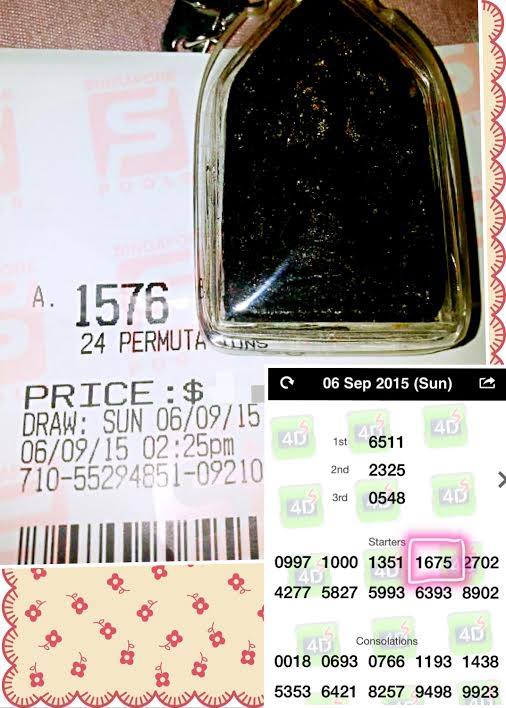 SINGAPORE
POOLS
A. 1576
24 PERMUTA
PRICE:$
DRAW: SUN 06/09/15
06/09/15 02:25pm
710-55294851-09210
06 Sep 2015 (Sun)
1st 6511
2nd 2325
3rd 0548
Starters
0997 1000 1351 1675 2702
4277 5827 5993 6393 8902
Consolations
0018 0693 0766 1193 1438
5353 6421 8257 9498 9923